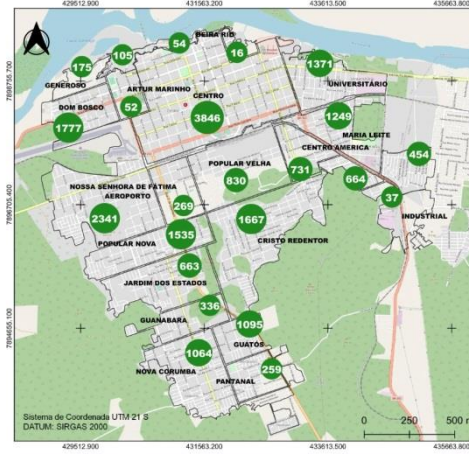 429512.900 431563.200 433613.500 435663.800
BEIRA RIO
54
16
105
175
1371
GENEROSO
ARTUR MARINHO
UNIVERSITÁRIO
DOM BOSCO
52
CENTRO
1777
3846
1249
MARIA LEITE
CENTRO AMERICA
454
POPULAR VELHA
731
NOSSA SENHORA DE FÁTIMA
830
664
AEROPORTO
37
2341
269
1667
INDUSTRIAL
1535
POPULAR NOVA
CRISTO REDENTOR
663
JARDIM DOS ESTADOS
336
GUANABARA
1095
GUATÓS
1064
NOVA CORUMBA
259
PANTANAL
Sistema de Coordenada UTM 21 S
DATUM: SIRGAS 2000
0 250 500 m
429512.900 431563.200 433613.500 435663.800
7898755.700
7896705.400
7894655.100